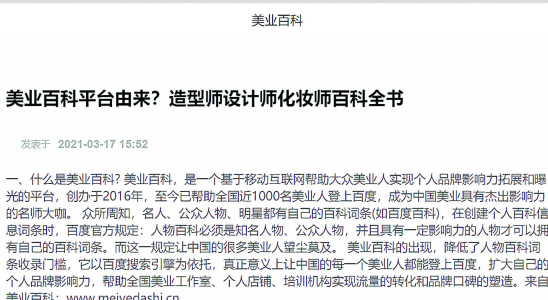 美业百科
美业百科平台由来？造型师设计师化妆师百科全书
发表于 2021-03-17 15:52
一、什么是美业百科? 美业百科，是一个基于移动互联网帮助大众美业人实现个人品牌影响力拓展和曝
光的平台，创办于2016年，至今已帮助全国近1000名美业人登上百度，成为中国美业具有杰出影响力
的名师大咖。 众所周知，名人、公众人物、明星都有自己的百科词条(如百度百科)，在创建个人百科信
息词条时，百度官方规定：人物百科必须是知名人物、公众人物，并且具有一定影响力的人物才可以拥
有自己的百科词条。而这一规定让中国的很多美业人望尘莫及。 美业百科的出现，降低了人物百科词
条收录门槛，它以百度搜索引擎为依托，真正意义上让中国的每一个美业人都能登上百度，扩大自己的
个人品牌影响力，帮助全国美业工作室、个人店铺、培训机构实现流量的转化和品牌口碑的塑造。来自
美业百科：www.meiyedashi.cn